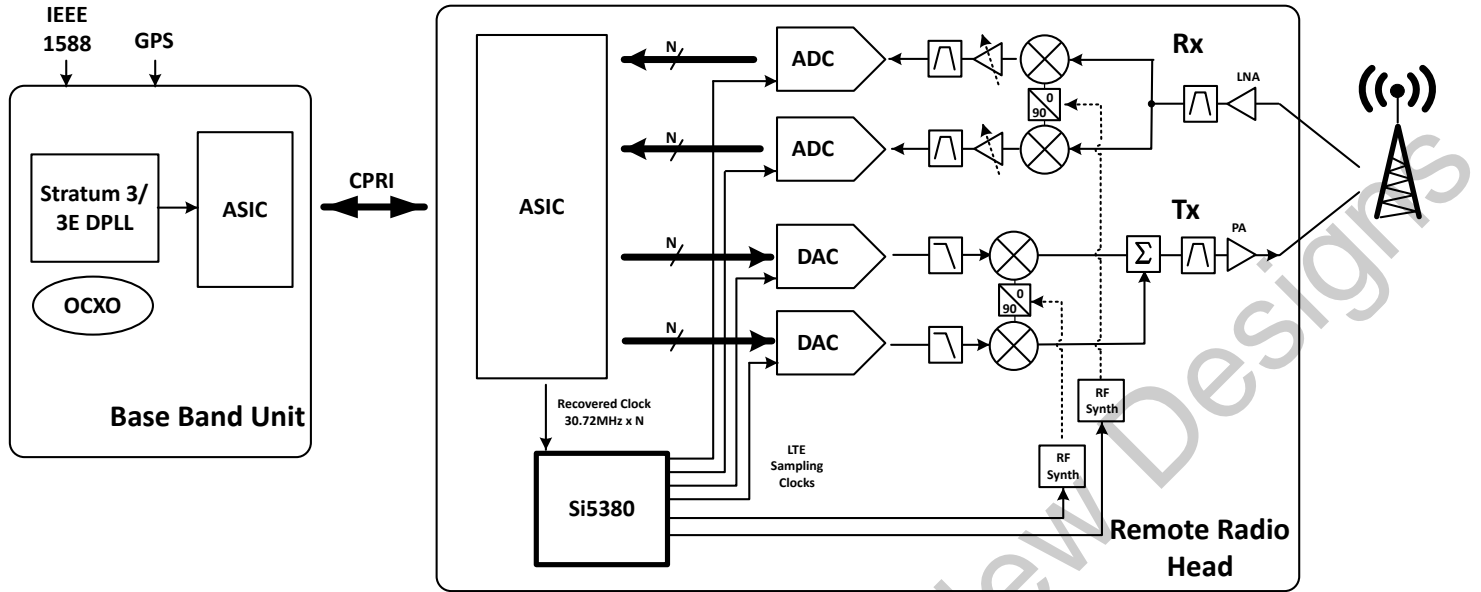 IEEE
1588
GPS
Stratum 3/
3E DPLL
ASIC
OCXO
Base Band Unit
CPRI
ASIC
Recovered Clock
30.72MHz x N
Si5380
LTE
Sampling
Clocks
N
N
N
N
ADC
ADC
DAC
DAC
0
90
0
90
Rx
LNA
Tx
PA
Σ
RF
Synth
RF
Synth
Remote Radio
Head
New Designs